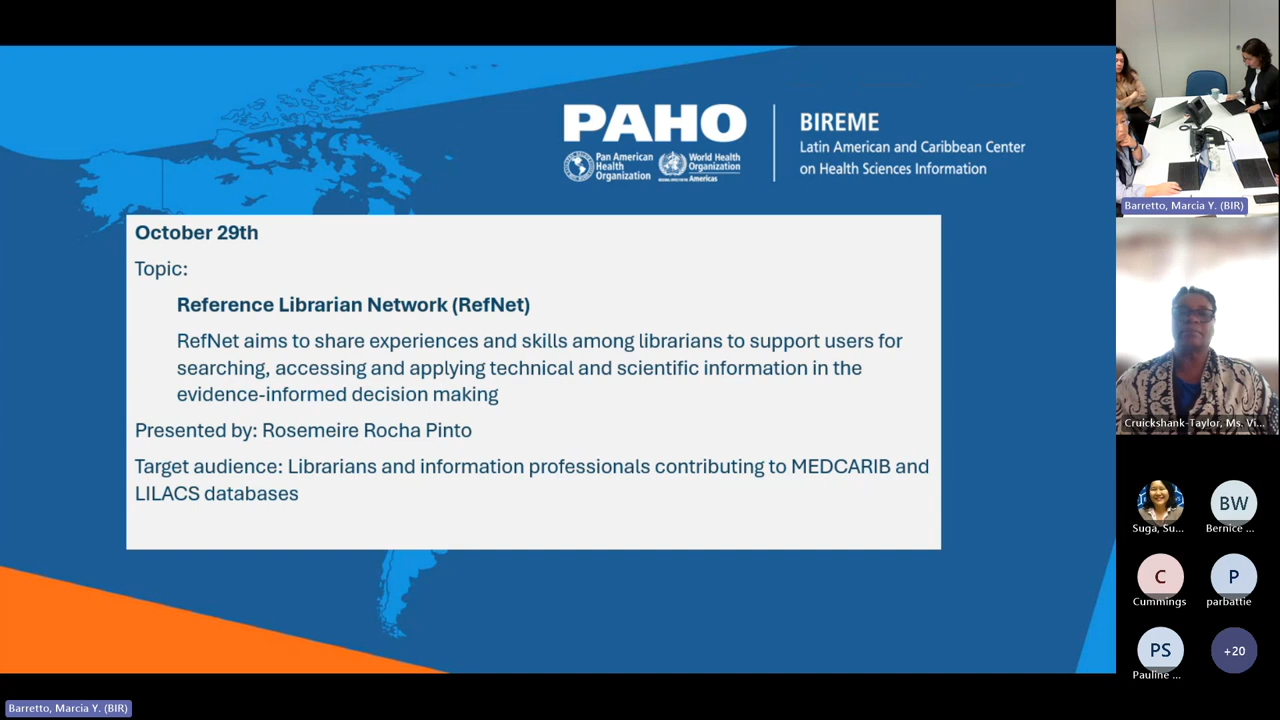 PAHO
Pan American
Health
Organization
World Health
Organization
Americas
BIREME
Latin American and Caribbean Center
on Health Sciences Information
October 29th
Topic:
Reference Librarian Network (RefNet)
RefNet aims to share experiences and skills among librarians to support users for
searching, accessing and applying technical and scientific information in the
evidence-informed decision making
Presented by: Rosemeire Rocha Pinto
Target audience: Librarians and information professionals contributing to MEDCARIB and
LILACS databases
Barretto, Marcia Y. (BIR)
Cruickshank-Taylor, Ms. Vi...
Suga, Su...
BW
Bernice ...
C
Cummings
P
parbattie
PS
Pauline ...
+20
Barretto, Marcia Y. (BIR)